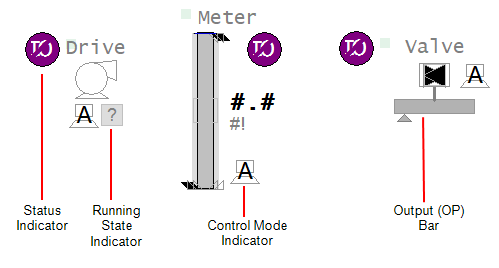 Meter
Drive
Valve
A
?
#.#
#!
A
A
Status
Indicator
Running
State
Indicator
Control Mode
Indicator
Output (OP)
Bar